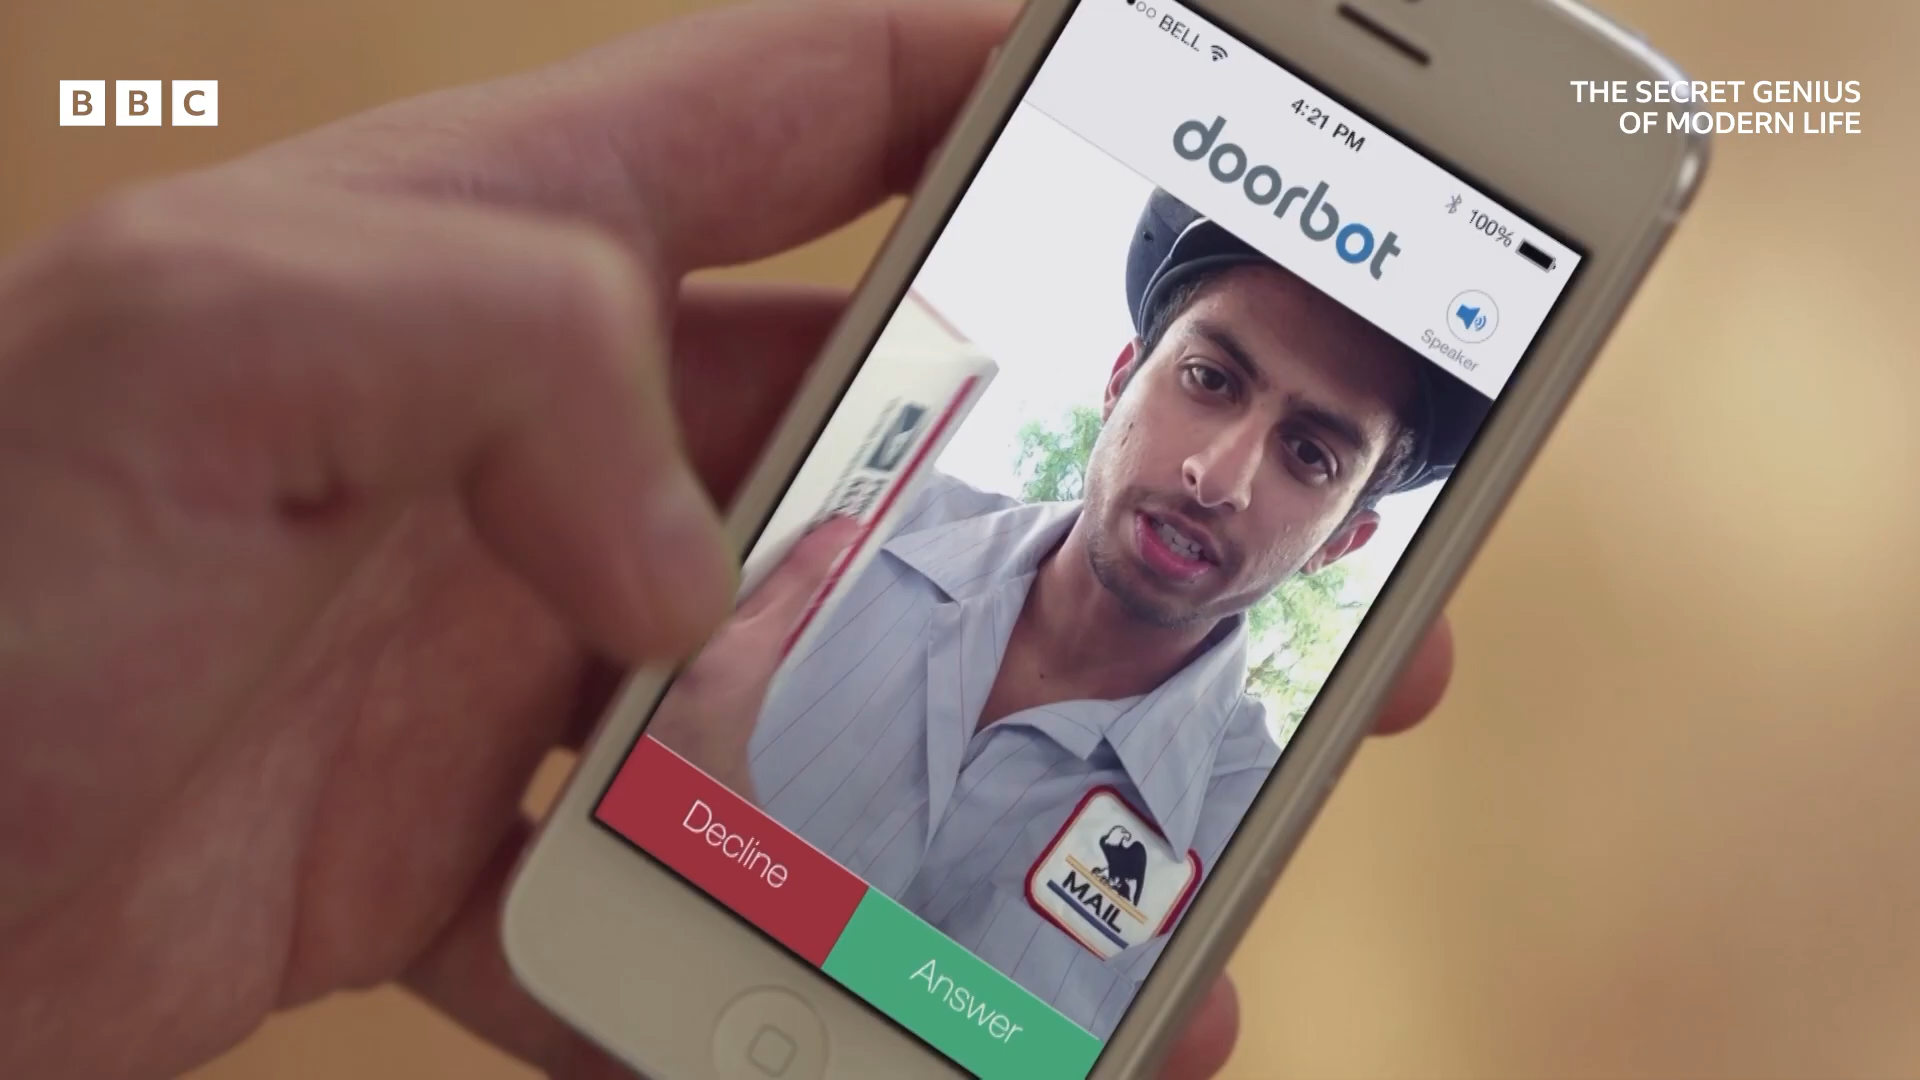 BBC
THE SECRET GENIUS
OF MODERN LIFE
BELL
4:21 PM
100%
doorbot
Speaker
MAIL
Decline
Answer